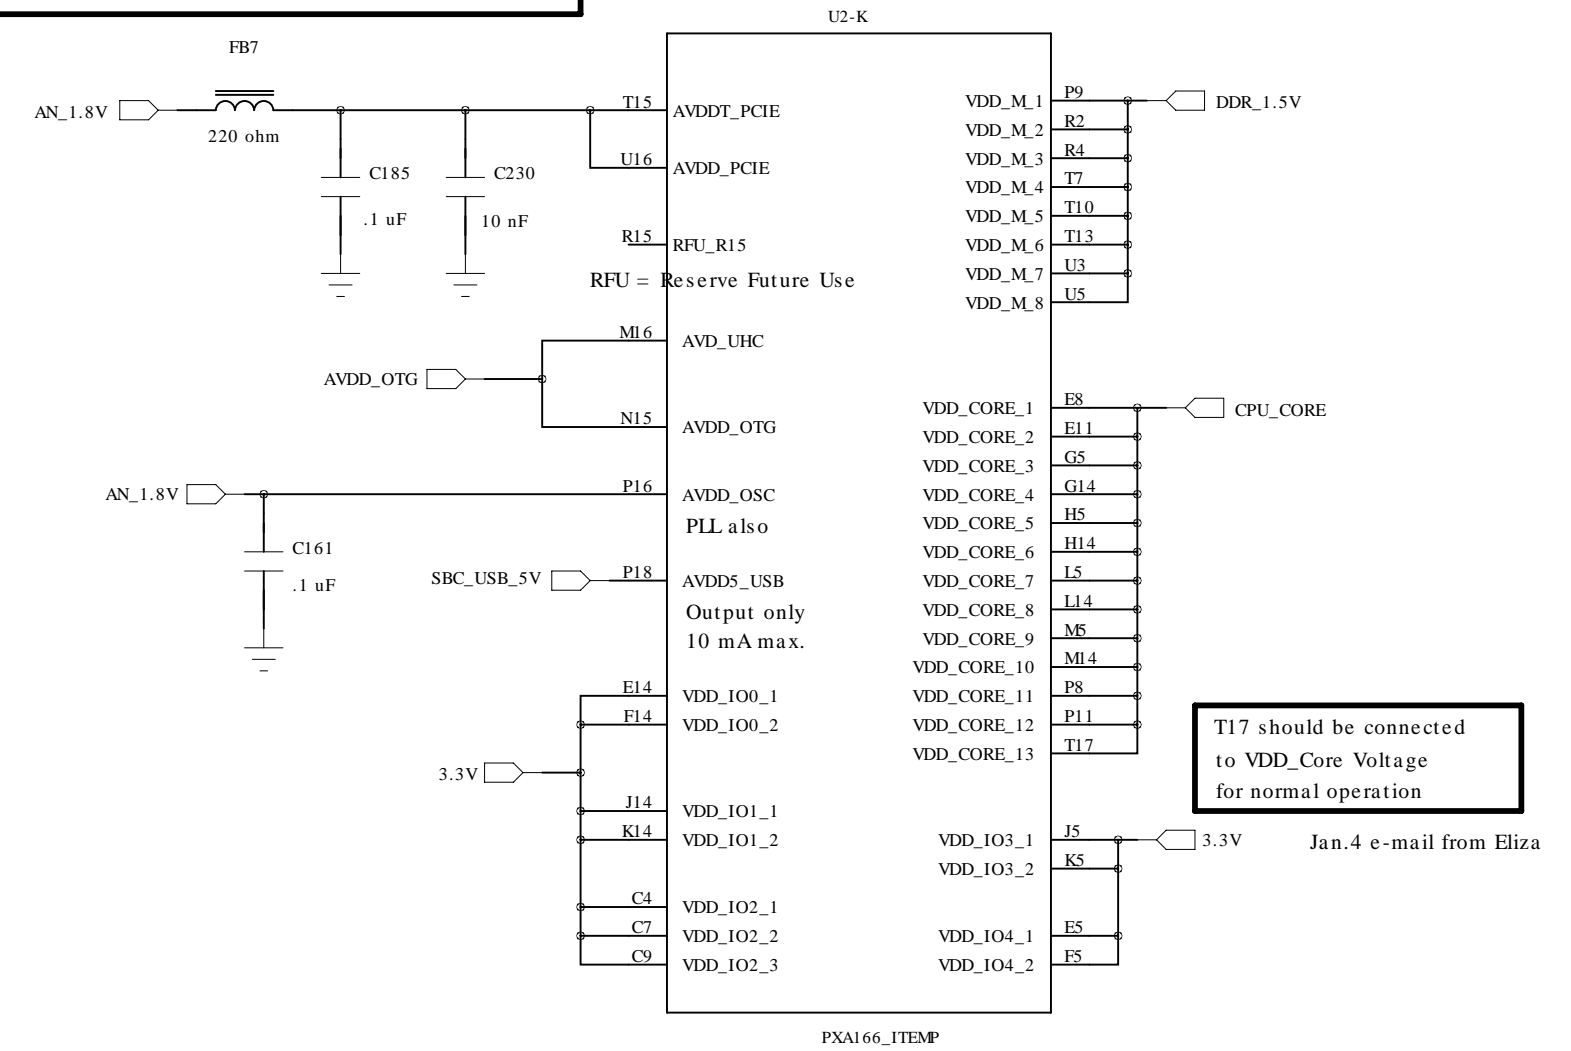 U2-K
FB7
AN_1.8V
220 ohm
C185
.1 uF
C230
10 nF
T15 AVDDT_PCIE
U16 AVDD_PCIE
R15 RFU_R15
RFU = Reserve Future Use
M16 AVD_UHC
AVDD_OTG
N15 AVDD_OTG
AN_1.8V
P16 AVDD_OSC
PLL also
C161
.1 uF
SBC_USB_5V
P18 AVDD5_USB
Output only
10 mA max.
E14 VDD_IO0_1
F14 VDD_IO0_2
3.3V
J14 VDD_IO1_1
K14 VDD_IO1_2
C4 VDD_IO2_1
C7 VDD_IO2_2
C9 VDD_IO2_3
VDD_M_1 P9
DDR_1.5V
VDD_M_2 R2
VDD_M_3 R4
VDD_M_4 T7
VDD_M_5 T10
VDD_M_6 T13
VDD_M_7 U3
VDD_M_8 U5
VDD_CORE_1 E8
CPU_CORE
VDD_CORE_2 E11
VDD_CORE_3 G5
VDD_CORE_4 G14
VDD_CORE_5 H5
VDD_CORE_6 H14
VDD_CORE_7 L5
VDD_CORE_8 L14
VDD_CORE_9 M5
VDD_CORE_10 M14
VDD_CORE_11 P8
VDD_CORE_12 P11
VDD_CORE_13 T17
T17 should be connected
to VDD_Core Voltage
for normal operation
VDD_IO3_1 J5
3.3V
Jan.4 e-mail from Eliza
VDD_IO3_2 K5
VDD_IO4_1 E5
VDD_IO4_2 F5
PXA166_ITEMP